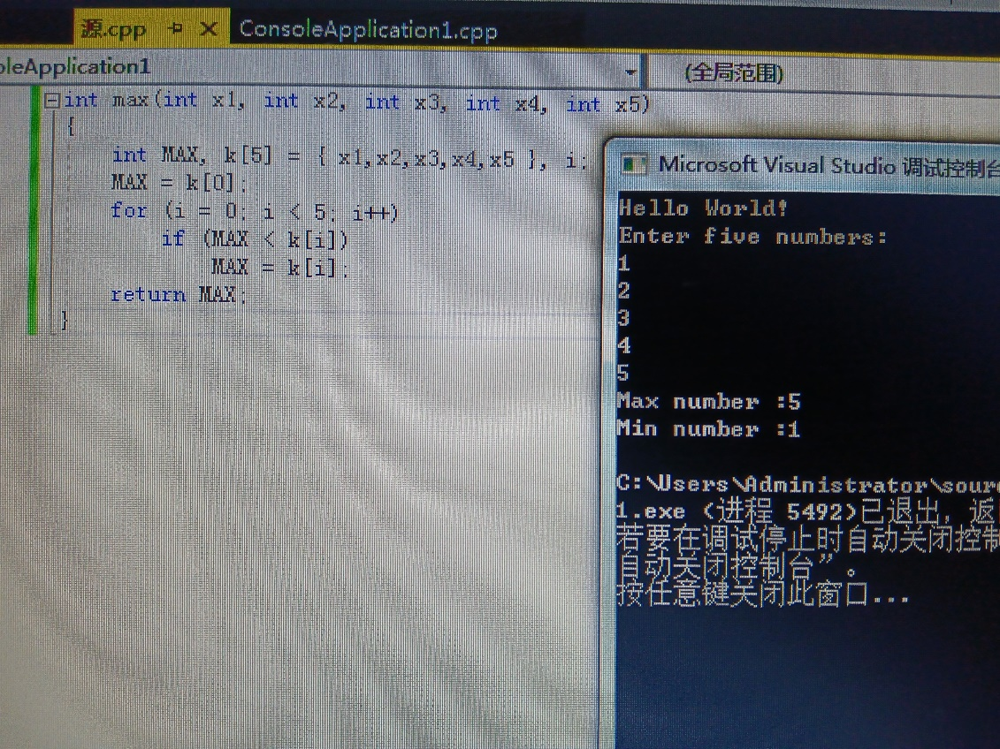 源.cpp ConsoleApplication1.cpp
oleApplication1 (全局范围)
int max(int x1, int x2, int x3, int x4, int x5)
{
int MAX, k[5] = { x1,x2,x3,x4,x5 }, i;
MAX = k[0];
for (i = 0; i < 5; i++)
if (MAX < k[i])
MAX = k[i];
return MAX;
}
Microsoft Visual Studio 调试控制台
Hello World!
Enter five numbers:
1
2
3
4
5
Max number :5
Min number :1
C:\Users\Administrator\sour
1.exe (进程 5492)已退出，返
若要在调试停止时自动关闭控制
自动关闭控制台”。
按任意键关闭此窗口...